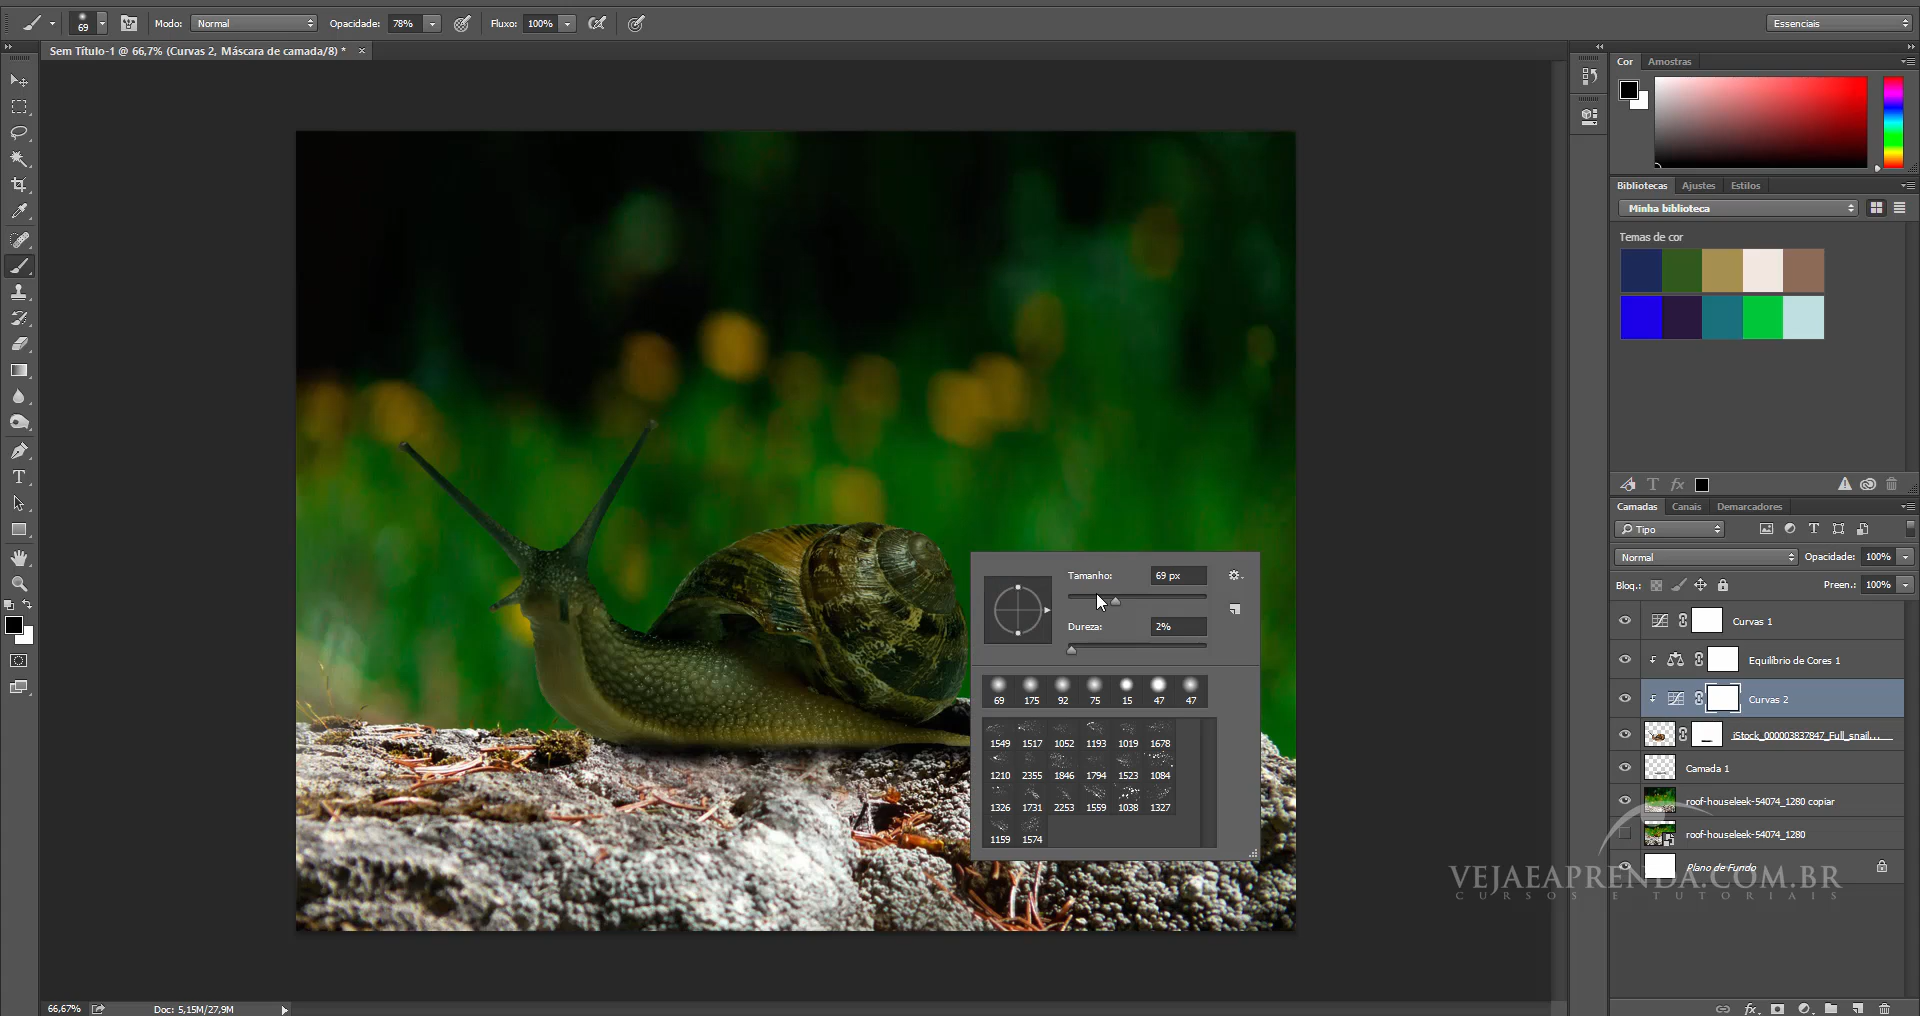 69
Modo: Normal
Opacidade: 78%
Fluxo: 100%
Essenciais
Sem Título-1 @ 66,7% (Curvas 2, Máscara de camada/8) *
Cor Amostras
Bibliotecas Ajustes Estilos
Minha biblioteca
Temas de cor
Tamanho: 69 px
Dureza: 2%
69 175 92 75 15 47 47
1549 1517 1052 1193 1019 1678
1210 2355 1846 1794 1523 1084
1326 1731 2253 1559 1038 1327
1159 1574
Camadas Canais Demarcadores
Tipo
Normal Opacidade: 100%
Bloq.: Preen.: 100%
Curvas 1
Equilíbrio de Cores 1
Curvas 2
iStock_000003837847_Full_snail...
Camada 1
roof-houseleek-54074_1280 copiar
roof-houseleek-54074_1280
Plano de Fundo
VEJAEAPRENDA.COM.BR
CURSOS E TUTORIAIS
66,67% Doc: 5,15M/27,9M